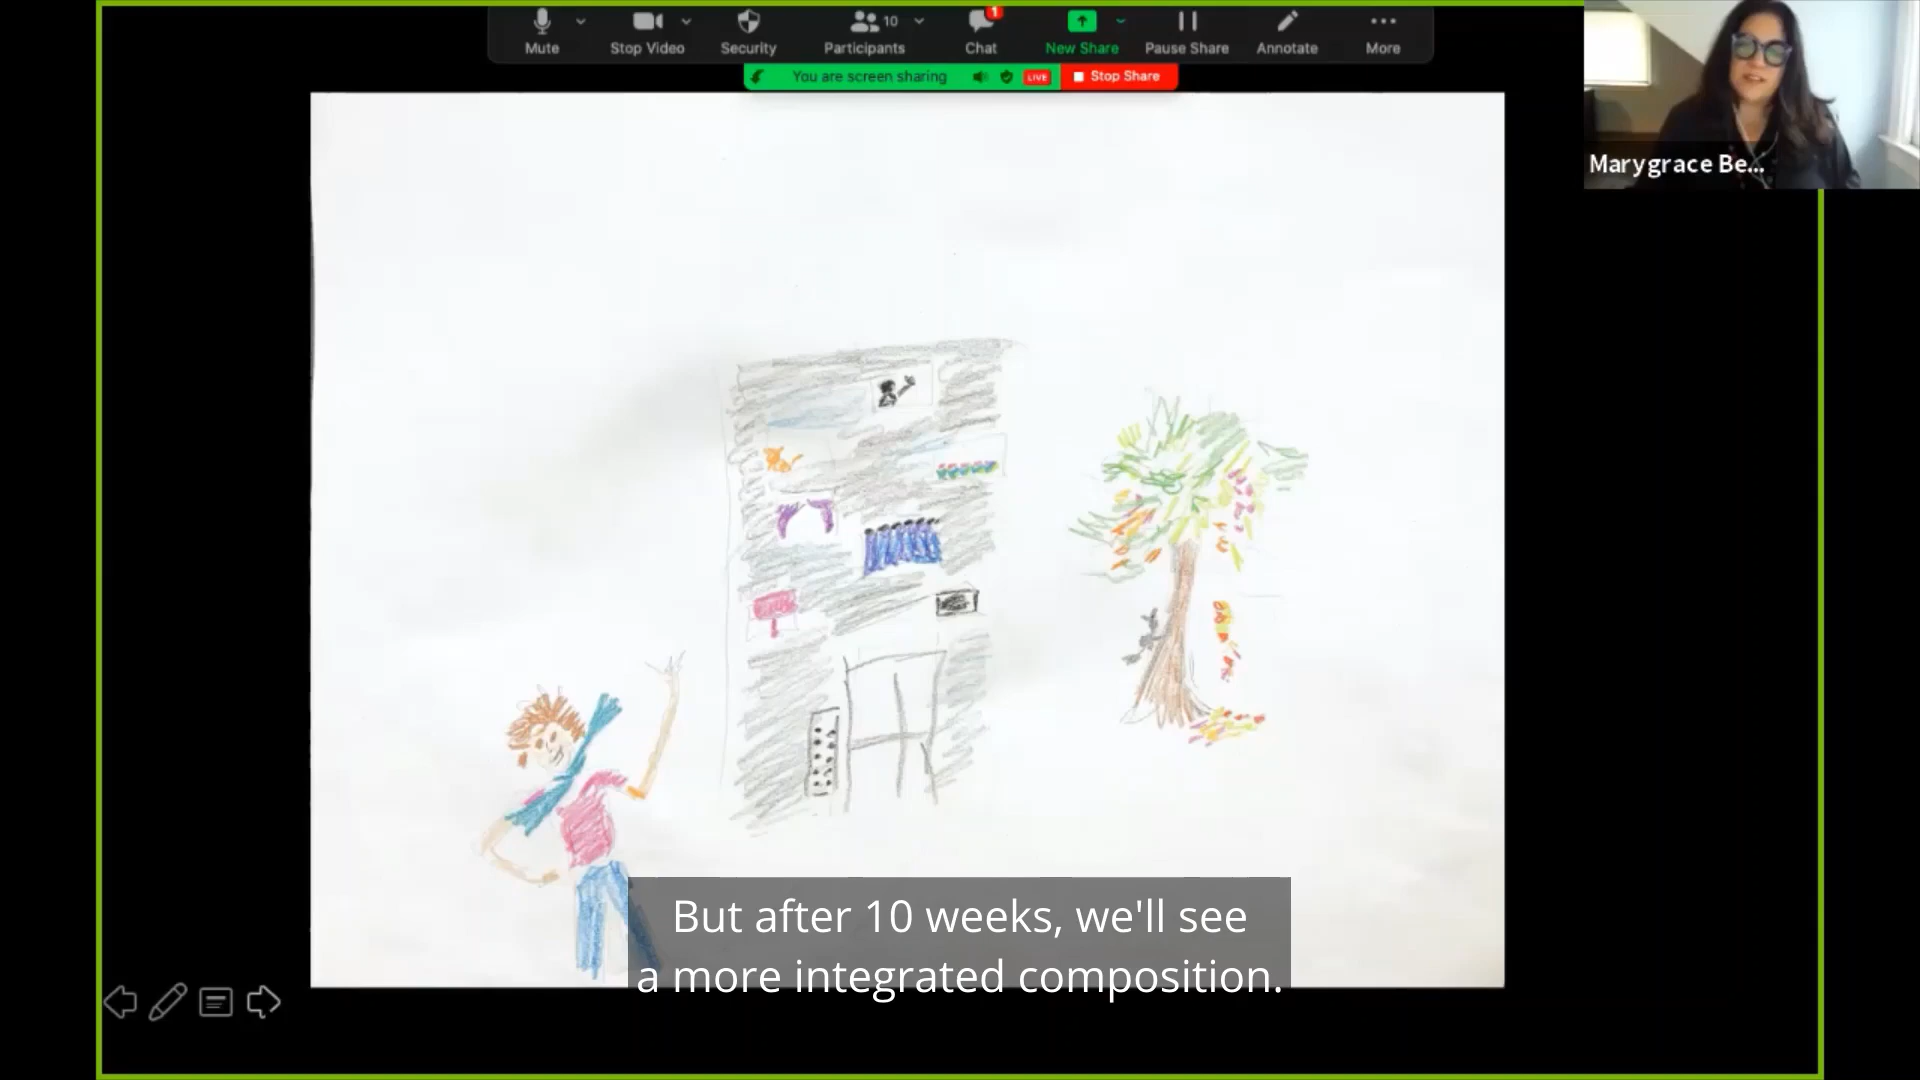 Mute
Stop Video
Security
10
Participants
1
Chat
New Share
Pause Share
Annotate
More
You are screen sharing
LIVE
Stop Share
Marygrace Be...
But after 10 weeks, we'll see
a more integrated composition.